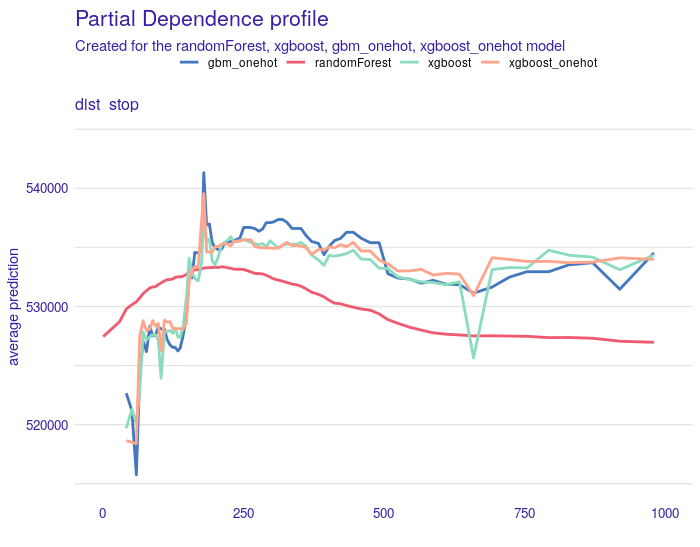 Partial Dependence profile
Created for the randomForest, xgboost, gbm_onehot, xgboost_onehot model
gbm_onehot randomForest xgboost xgboost_onehot
dist_stop
540000
530000
520000
average prediction
0 250 500 750 1000